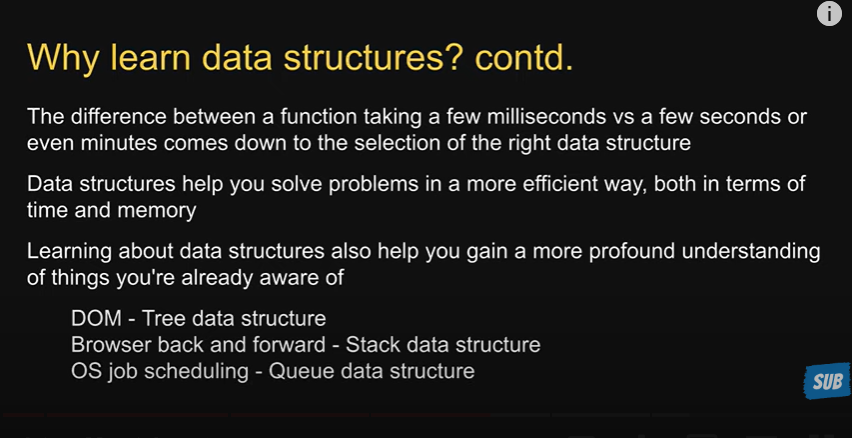 i
Why learn data structures? contd.
The difference between a function taking a few milliseconds vs a few seconds or
even minutes comes down to the selection of the right data structure
Data structures help you solve problems in a more efficient way, both in terms of
time and memory
Learning about data structures also help you gain a more profound understanding
of things you're already aware of
DOM - Tree data structure
Browser back and forward - Stack data structure
OS job scheduling - Queue data structure
SUB